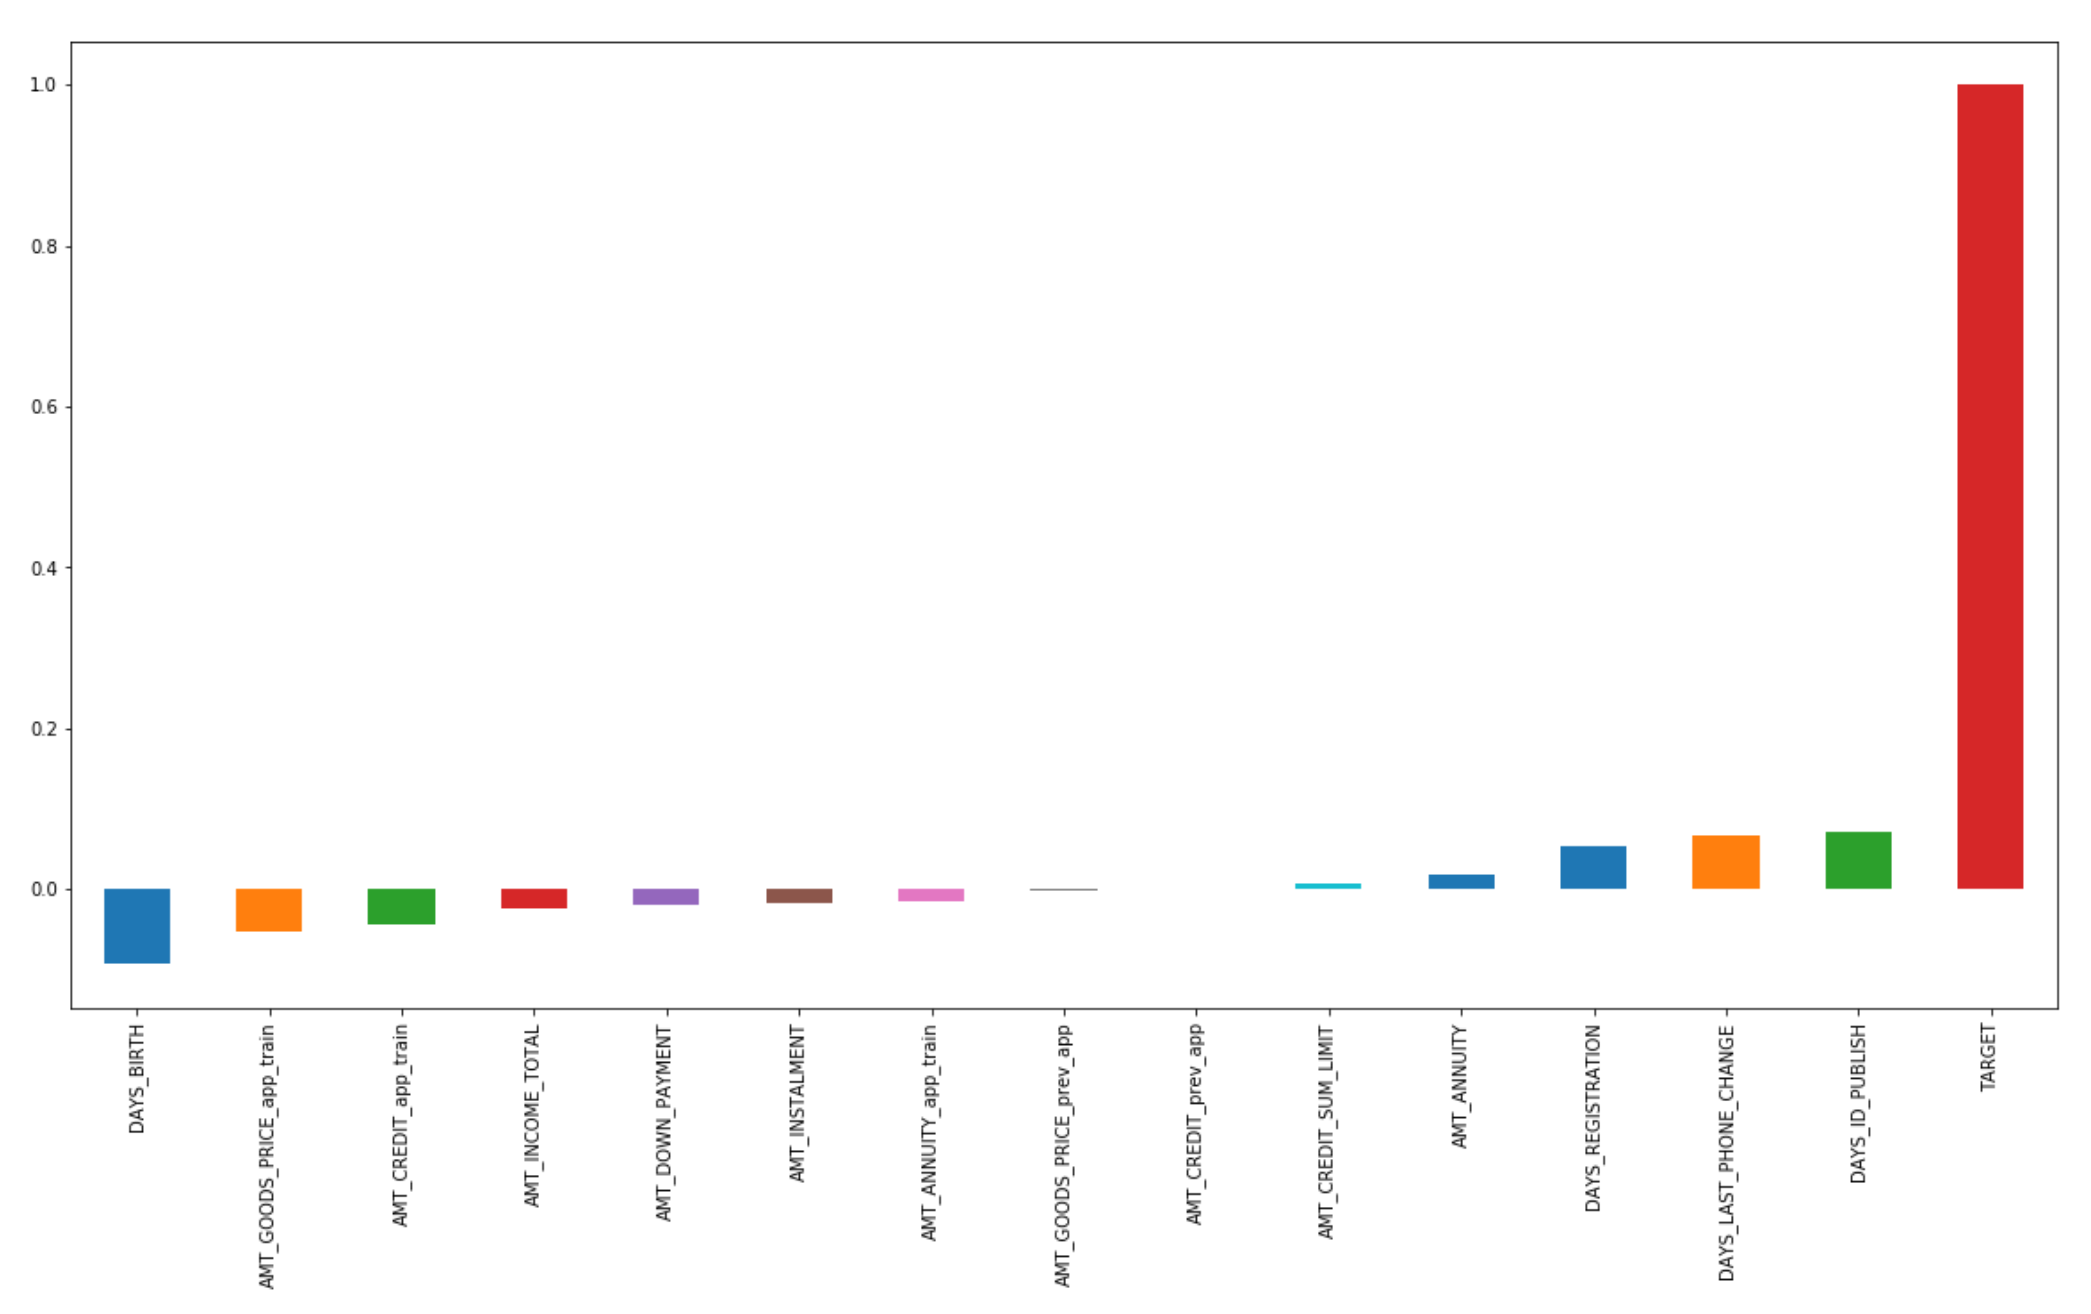 1.0
0.8
0.6
0.4
0.2
0.0
DAYS_BIRTH
AMT_GOODS_PRICE_app_train
AMT_CREDIT_app_train
AMT_INCOME_TOTAL
AMT_DOWN_PAYMENT
AMT_INSTALMENT
AMT_ANNUITY_app_train
AMT_GOODS_PRICE_prev_app
AMT_CREDIT_prev_app
AMT_CREDIT_SUM_LIMIT
AMT_ANNUITY
DAYS_REGISTRATION
DAYS_LAST_PHONE_CHANGE
DAYS_ID_PUBLISH
TARGET